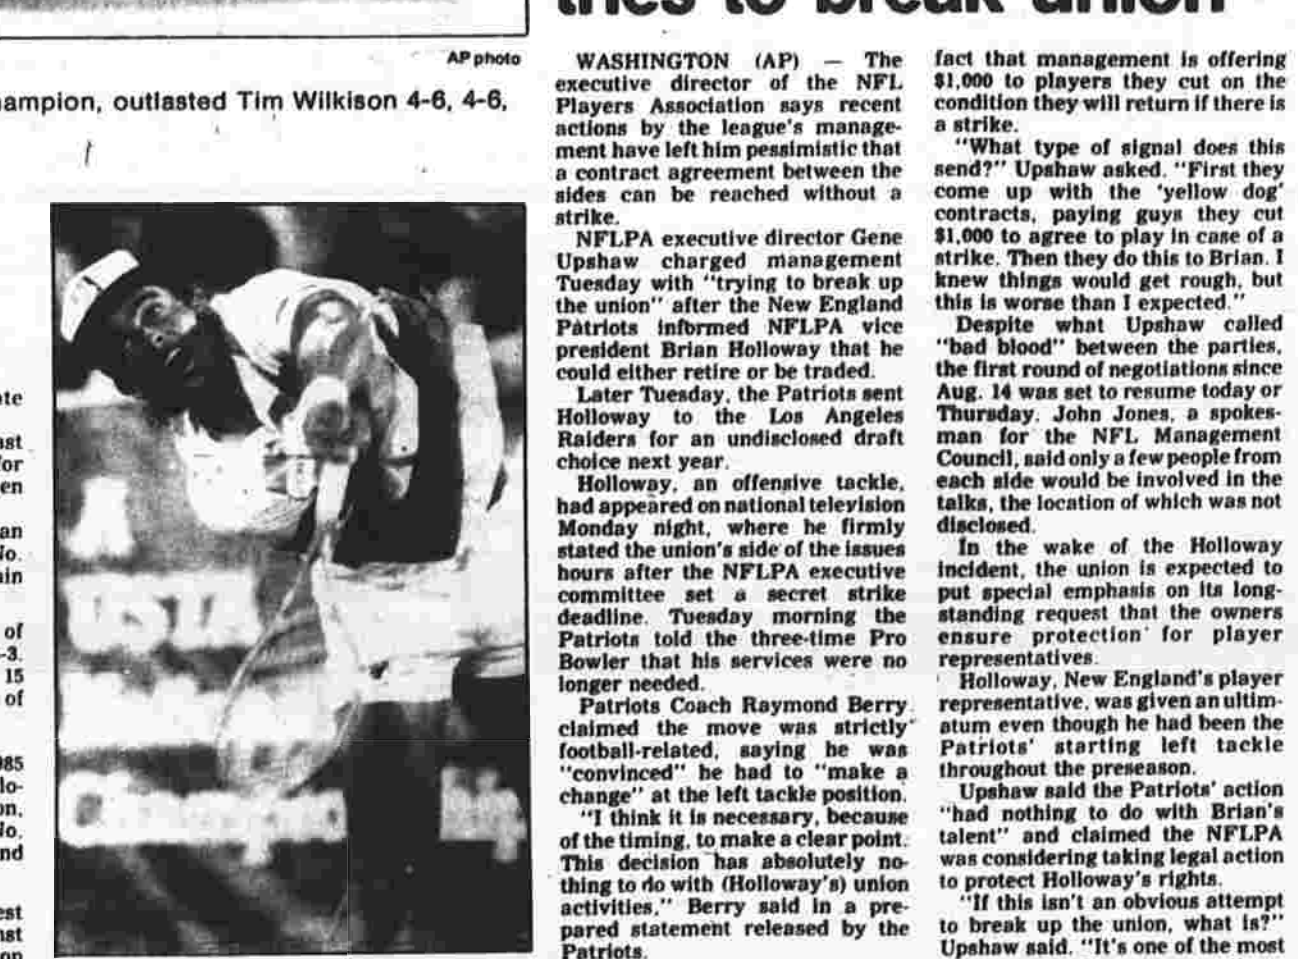 tries to break union
AP photo
hampion, outlasted Tim Wilkison 4-6, 4-6,
USTA
en
of
-3.
15
of
985
lo-
on,
No.
nd
WASHINGTON (AP) — The
executive director of the NFL
Players Association says recent
actions by the league's manage-
ment have left him pessimistic that
a contract agreement between the
sides can be reached without a
strike.
NFLPA executive director Gene
Upshaw charged management
Tuesday with "trying to break up
the union" after the New England
Patriots informed NFLPA vice
president Brian Holloway that he
could either retire or be traded.
Later Tuesday, the Patriots sent
Holloway to the Los Angeles
Raiders for an undisclosed draft
choice next year.
Holloway, an offensive tackle,
had appeared on national television
Monday night, where he firmly
stated the union's side of the issues
hours after the NFLPA executive
committee set a secret strike
deadline. Tuesday morning the
Patriots told the three-time Pro
Bowler that his services were no
longer needed.
Patriots Coach Raymond Berry
claimed the move was strictly
football-related, saying he was
"convinced" he had to "make a
change" at the left tackle position.
"I think it is necessary, because
of the timing, to make a clear point.
This decision has absolutely no-
thing to do with (Holloway's) union
activities," Berry said in a pre-
pared statement released by the
Patriots.
fact that management is offering
$1,000 to players they cut on the
condition they will return if there is
a strike.
"What type of signal does this
send?" Upshaw asked. "First they
come up with the 'yellow dog'
contracts, paying guys they cut
$1,000 to agree to play in case of a
strike. Then they do this to Brian. I
knew things would get rough, but
this is worse than I expected."
Despite what Upshaw called
"bad blood" between the parties,
the first round of negotiations since
Aug. 14 was set to resume today or
Thursday. John Jones, a spokes-
man for the NFL Management
Council, said only a few people from
each side would be involved in the
talks, the location of which was not
disclosed.
In the wake of the Holloway
incident, the union is expected to
put special emphasis on its long-
standing request that the owners
ensure protection for player
representatives.
Holloway, New England's player
representative, was given an ultim-
atum even though he had been the
Patriots' starting left tackle
throughout the preseason.
Upshaw said the Patriots' action
"had nothing to do with Brian's
talent" and claimed the NFLPA
was considering taking legal action
to protect Holloway's rights.
"If this isn't an obvious attempt
to break up the union, what is?"
Upshaw said. "It's one of the most